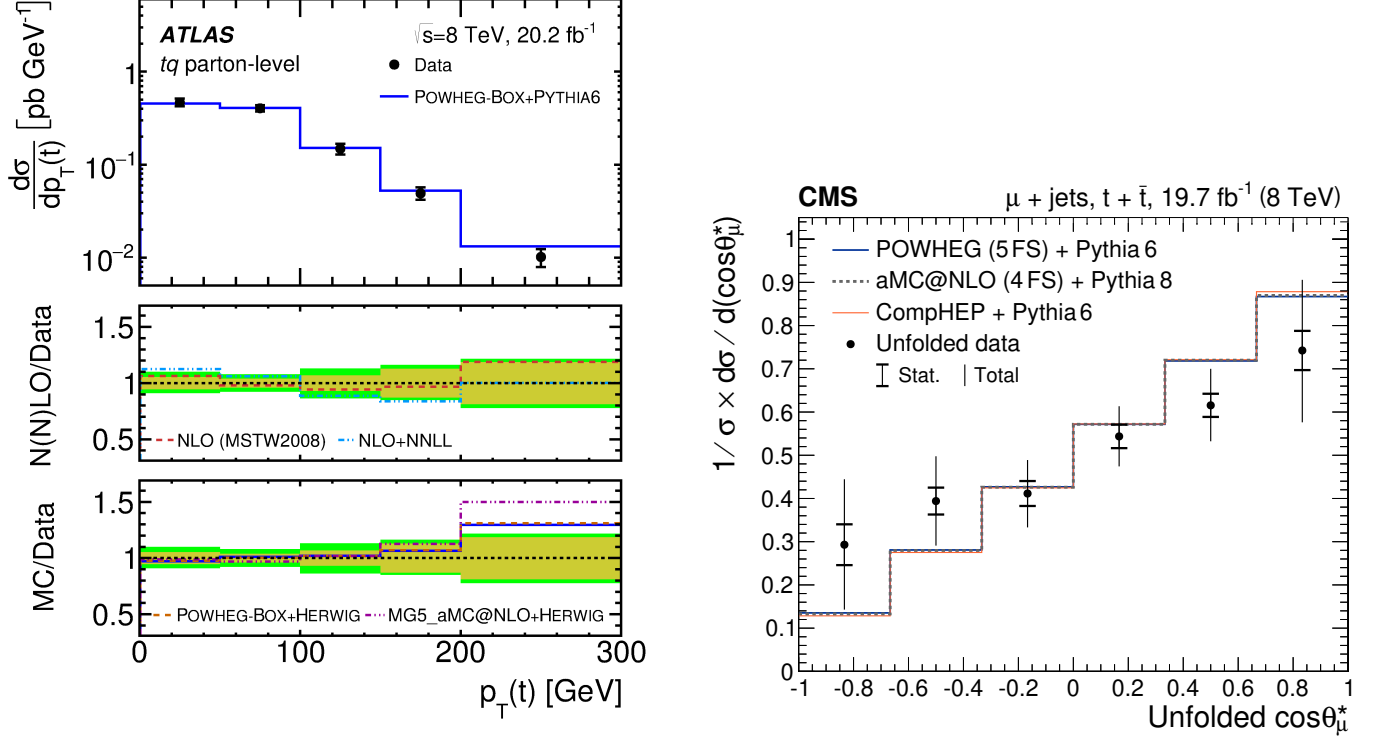 ATLAS
√s=8 TeV, 20.2 fb⁻¹
tq parton-level
Data
POWHEG-BOX+PYTHIA6
dσ/dp_T(t) [pb GeV⁻¹]
1
10⁻¹
10⁻²
N(N)LO/Data
1.5
1
0.5
NLO (MSTW2008)
NLO+NNLL
MC/Data
1.5
1
0.5
POWHEG-BOX+HERWIG
MG5_aMC@NLO+HERWIG
0 100 200 300
p_T(t) [GeV]
CMS
μ + jets, t + t̄, 19.7 fb⁻¹ (8 TeV)
1 / σ × dσ / d(cosθ*_μ)
POWHEG (5 FS) + Pythia 6
aMC@NLO (4 FS) + Pythia 8
CompHEP + Pythia 6
Unfolded data
Stat. Total
1
0.9
0.8
0.7
0.6
0.5
0.4
0.3
0.2
0.1
0
-1 -0.8 -0.6 -0.4 -0.2 0 0.2 0.4 0.6 0.8 1
Unfolded cosθ*_μ